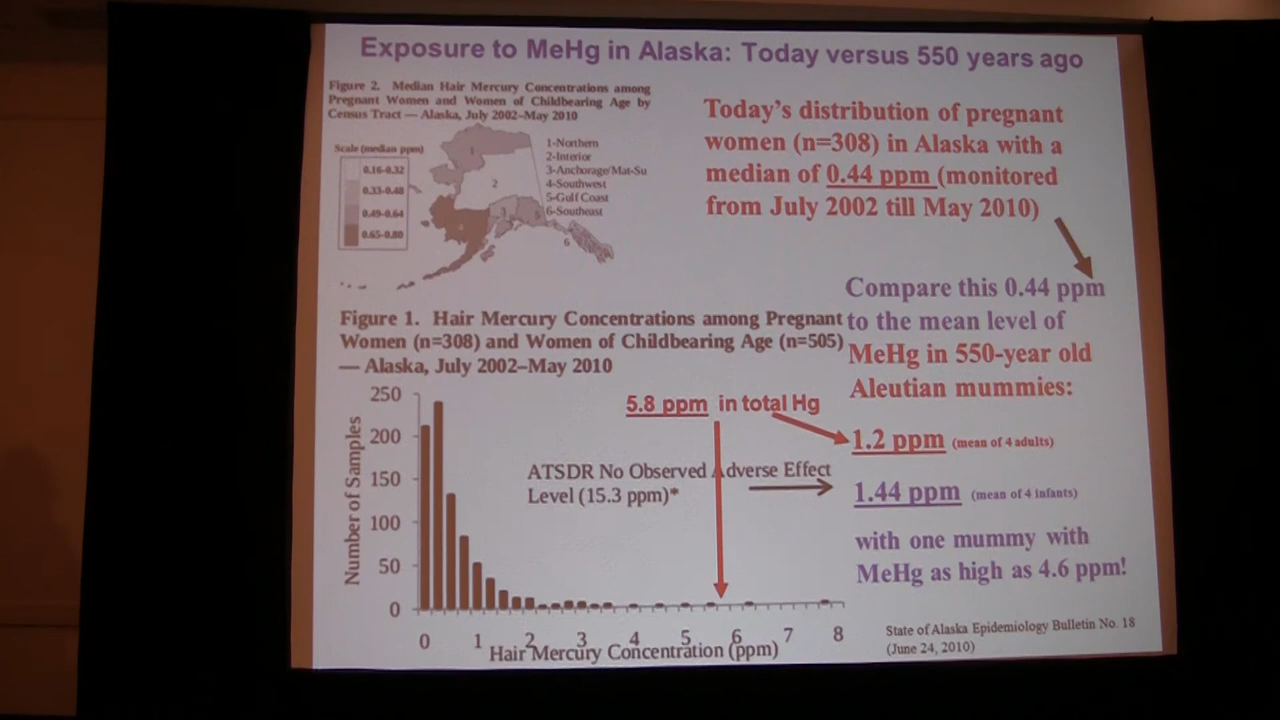 Exposure to MeHg in Alaska: Today versus 550 years ago
Figure 2. Median Hair Mercury Concentrations among
Pregnant Women and Women of Childbearing Age by
Census Tract — Alaska, July 2002–May 2010
Scale (median ppm)
0.16-0.32
0.33-0.48
0.49-0.64
0.65-0.80
1
2
3
4
5
6
1-Northern
2-Interior
3-Anchorage/Mat-Su
4-Southwest
5-Gulf Coast
6-Southeast
Today's distribution of pregnant
women (n=308) in Alaska with a
median of 0.44 ppm (monitored
from July 2002 till May 2010)
Compare this 0.44 ppm
to the mean level of
MeHg in 550-year old
Aleutian mummies:
1.2 ppm (mean of 4 adults)
1.44 ppm (mean of 4 infants)
with one mummy with
MeHg as high as 4.6 ppm!
Figure 1. Hair Mercury Concentrations among Pregnant
Women (n=308) and Women of Childbearing Age (n=505)
— Alaska, July 2002–May 2010
5.8 ppm in total Hg
ATSDR No Observed Adverse Effect
Level (15.3 ppm)*
Number of Samples
250
200
150
100
50
0
0 1 2 3 4 5 6 7 8
Hair Mercury Concentration (ppm)
State of Alaska Epidemiology Bulletin No. 18
(June 24, 2010)